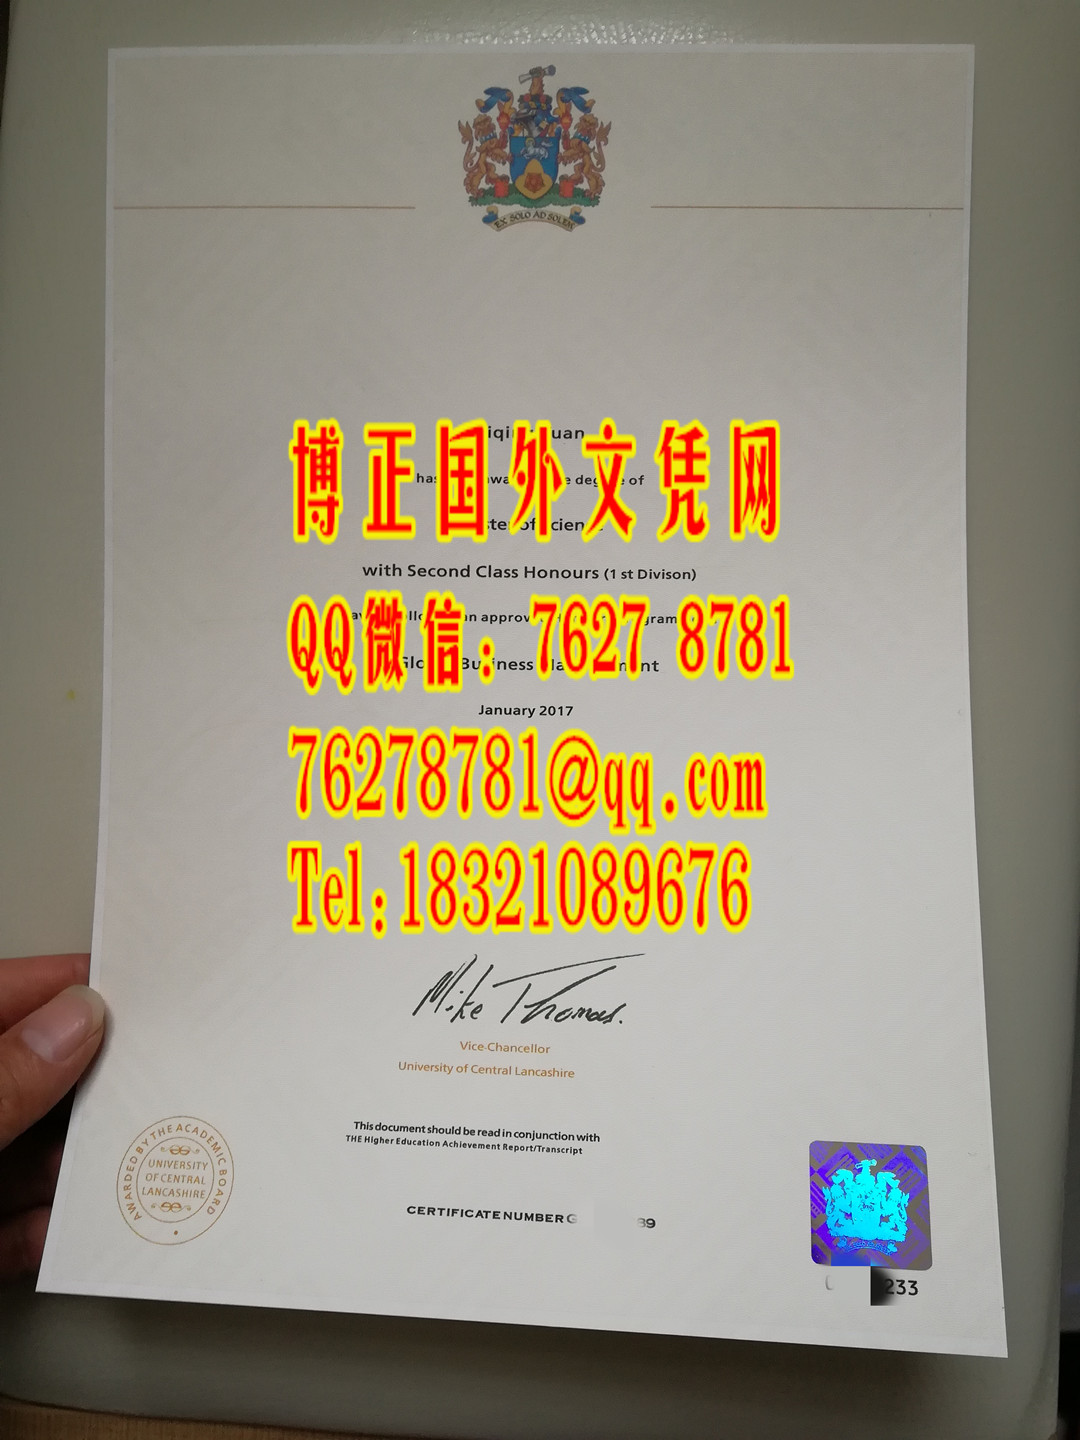 EX SOLO AD SOLEM
博正国外文凭网
of
with Second Class Honours (1 st Divison)
QQ微信: 7627 8781
January 2017
76278781@qq.com
Tel:18321089676
Mike Thomas.
Vice-Chancellor
University of Central Lancashire
This document should be read in conjunction with
THE Higher Education Achievement Report/Transcript
AWARDED BY THE ACADEMIC BOARD
UNIVERSITY
OF CENTRAL
LANCASHIRE
CERTIFICATE NUMBER G 89
233